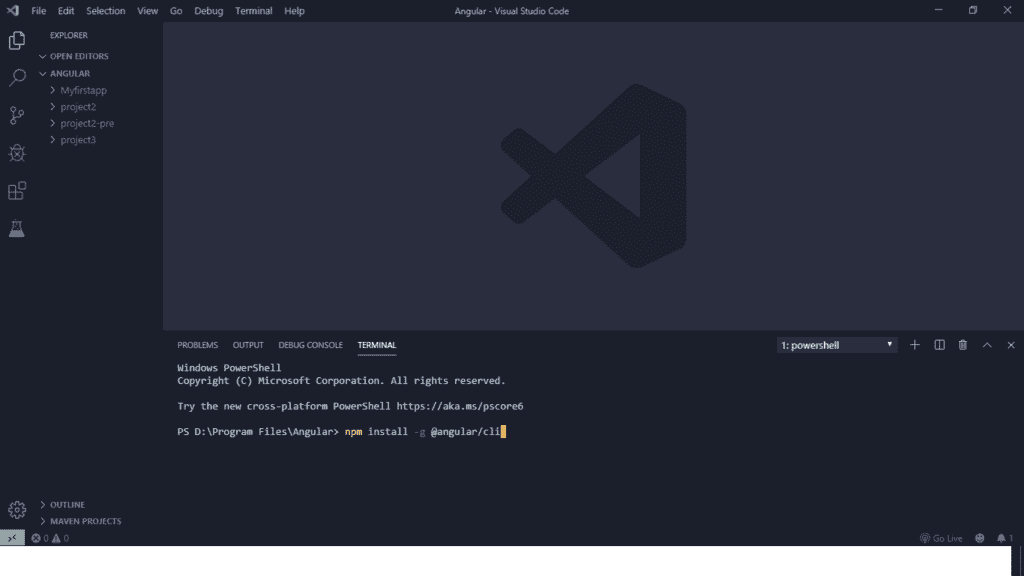 File Edit Selection View Go Debug Terminal Help
Angular - Visual Studio Code
EXPLORER
OPEN EDITORS
ANGULAR
Myfirstapp
project2
project2-pre
project3
PROBLEMS OUTPUT DEBUG CONSOLE TERMINAL
1: powershell
Windows PowerShell
Copyright (C) Microsoft Corporation. All rights reserved.
Try the new cross-platform PowerShell https://aka.ms/pscore6
PS D:\Program Files\Angular> npm install -g @angular/cli
OUTLINE
MAVEN PROJECTS
0 0
Go Live
1